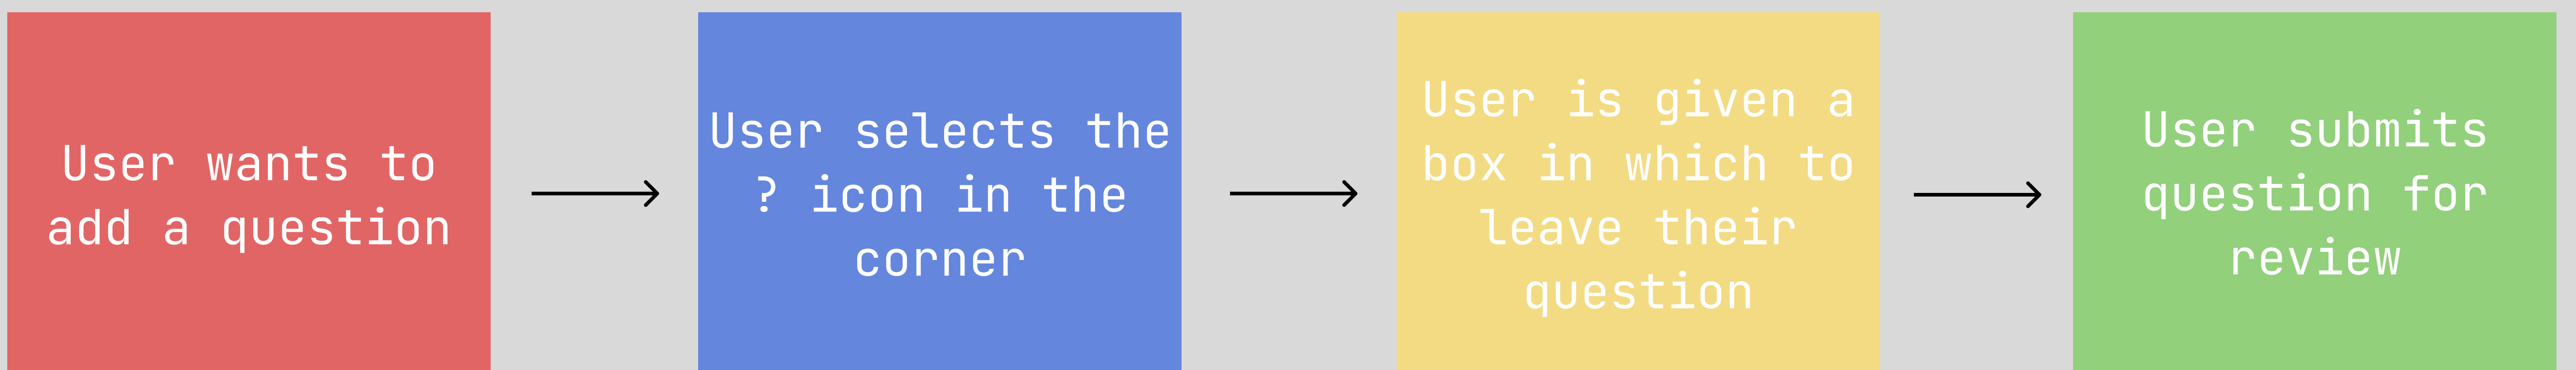 User wants to
add a question
User selects the
? icon in the
corner
User is given a
box in which to
leave their
question
User submits
question for
review